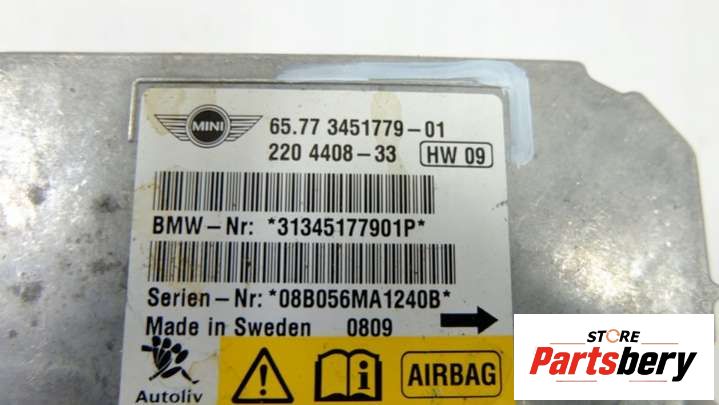 MINI
65.77 3451779-01
220 4408-33 HW 09
BMW-Nr: *31345177901P*
Serien-Nr: *08B056MA1240B*
Made in Sweden 0809
Autoliv
AIRBAG
STORE
Partsbery